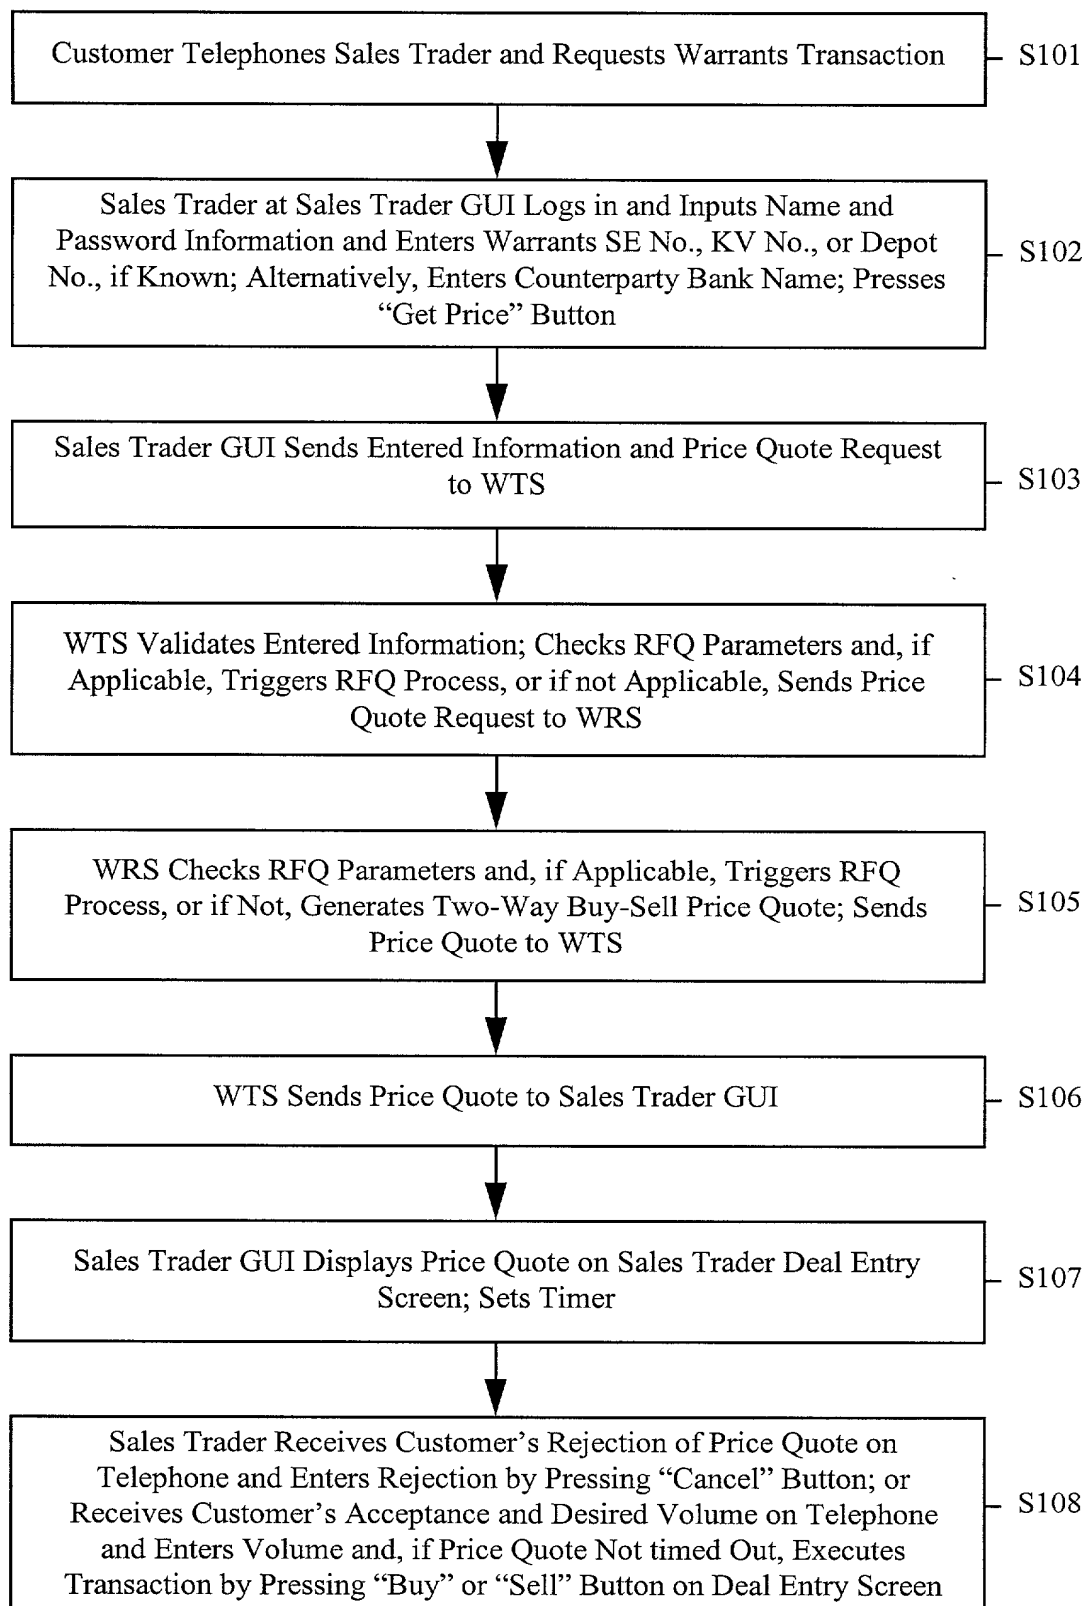 Customer Telephones Sales Trader and Requests Warrants Transaction
S101
Sales Trader at Sales Trader GUI Logs in and Inputs Name and
Password Information and Enters Warrants SE No., KV No., or Depot
No., if Known; Alternatively, Enters Counterparty Bank Name; Presses
“Get Price” Button
S102
Sales Trader GUI Sends Entered Information and Price Quote Request
to WTS
S103
WTS Validates Entered Information; Checks RFQ Parameters and, if
Applicable, Triggers RFQ Process, or if not Applicable, Sends Price
Quote Request to WRS
S104
WRS Checks RFQ Parameters and, if Applicable, Triggers RFQ
Process, or if Not, Generates Two-Way Buy-Sell Price Quote; Sends
Price Quote to WTS
S105
WTS Sends Price Quote to Sales Trader GUI
S106
Sales Trader GUI Displays Price Quote on Sales Trader Deal Entry
Screen; Sets Timer
S107
Sales Trader Receives Customer’s Rejection of Price Quote on
Telephone and Enters Rejection by Pressing “Cancel” Button; or
Receives Customer’s Acceptance and Desired Volume on Telephone
and Enters Volume and, if Price Quote Not timed Out, Executes
Transaction by Pressing “Buy” or “Sell” Button on Deal Entry Screen
S108